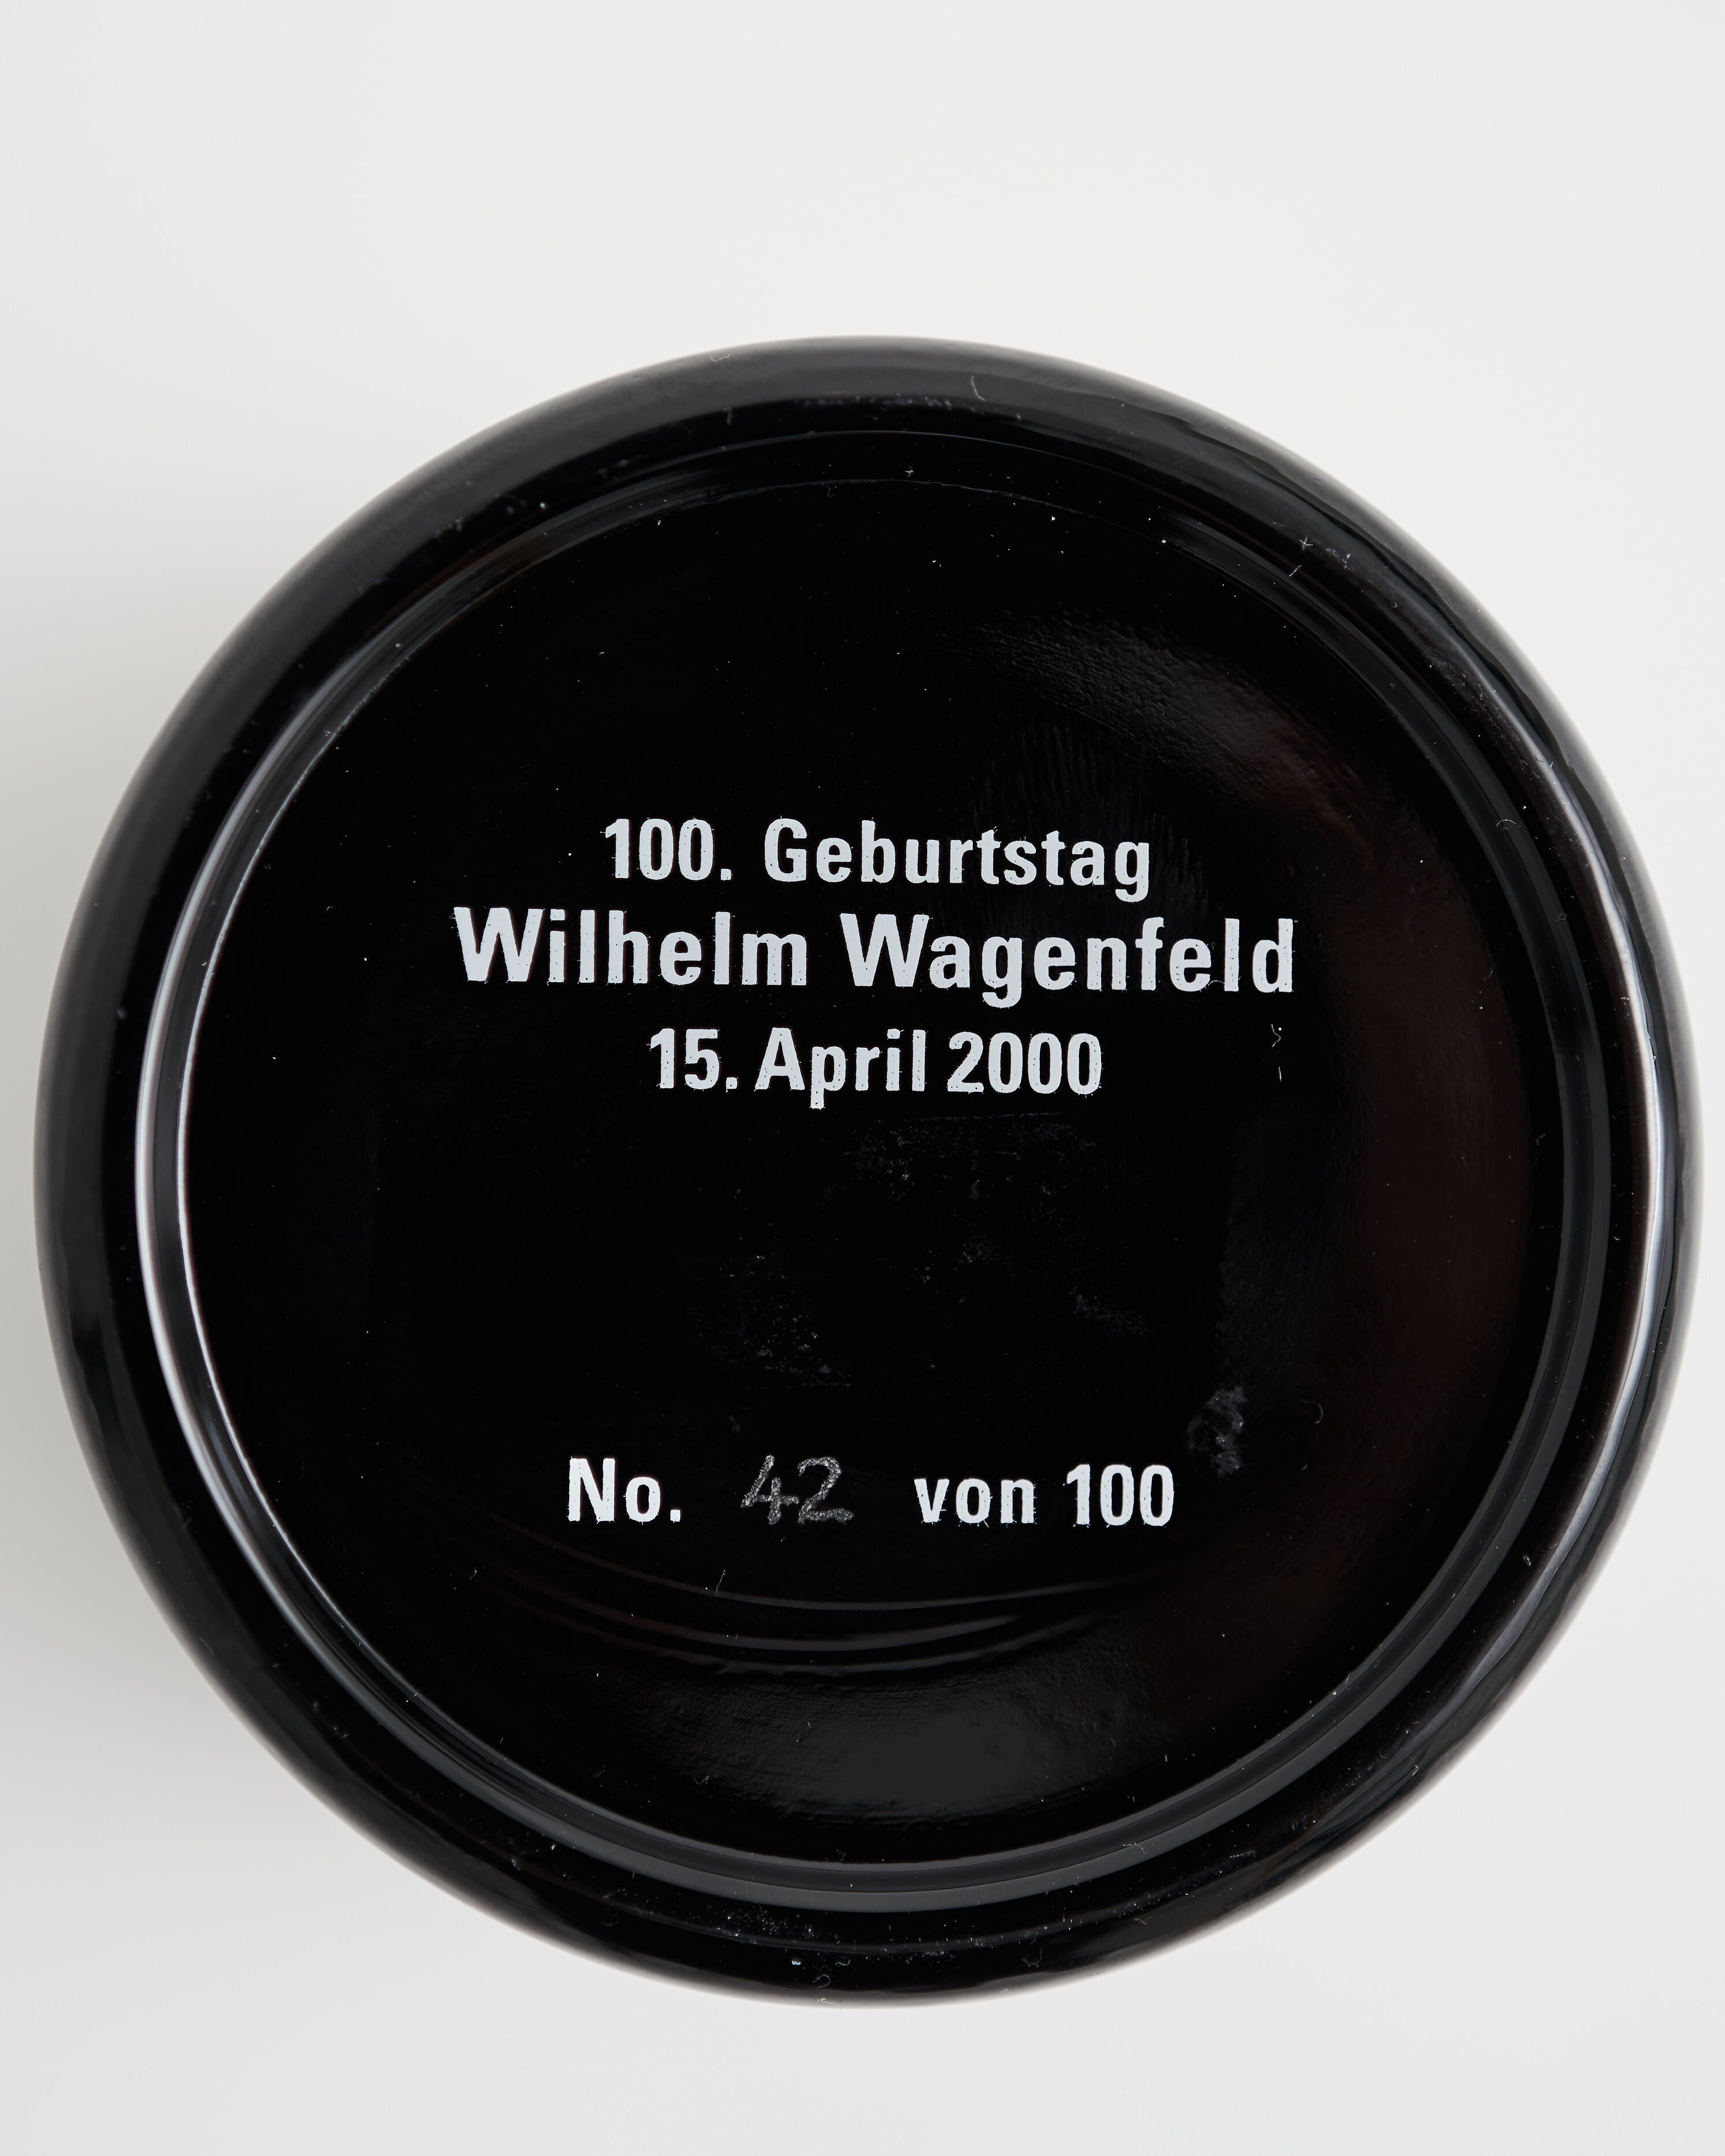 100. Geburtstag
Wilhelm Wagenfeld
15. April 2000
No. 42 von 100